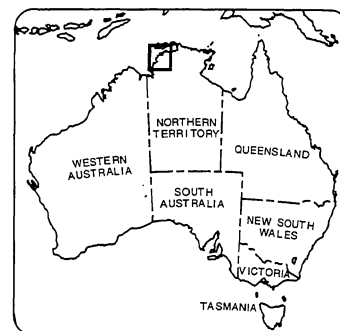 NORTHERN
TERRITORY
WESTERN
AUSTRALIA
QUEENSLAND
SOUTH
AUSTRALIA
NEW SOUTH
WALES
VICTORIA
TASMANIA